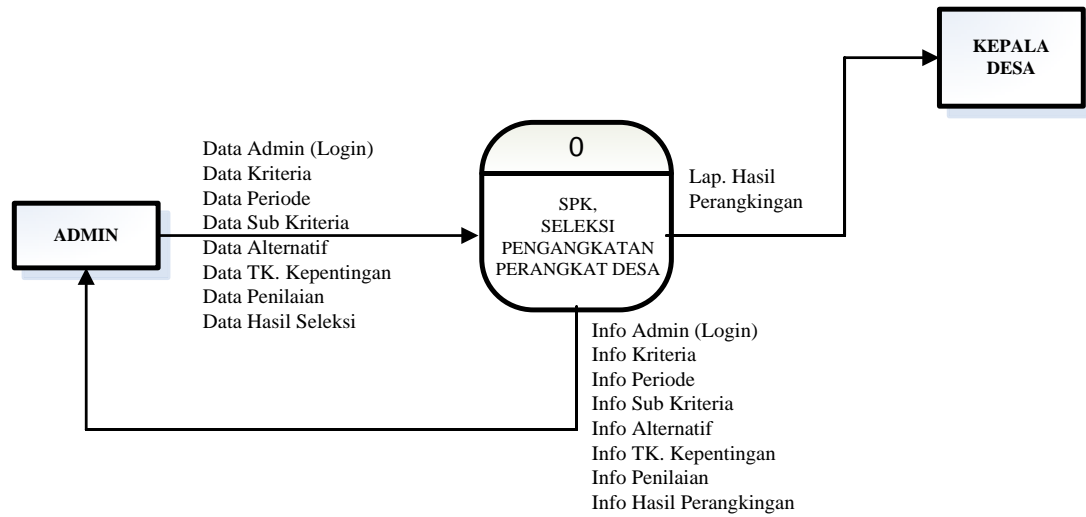 KEPALA
DESA
Data Admin (Login)
Data Kriteria
Data Periode
Data Sub Kriteria
Data Alternatif
Data TK. Kepentingan
Data Penilaian
Data Hasil Seleksi
ADMIN
0
SPK,
SELEKSI
PENGANGKATAN
PERANGKAT DESA
Lap. Hasil
Perangkingan
Info Admin (Login)
Info Kriteria
Info Periode
Info Sub Kriteria
Info Alternatif
Info TK. Kepentingan
Info Penilaian
Info Hasil Perangkingan